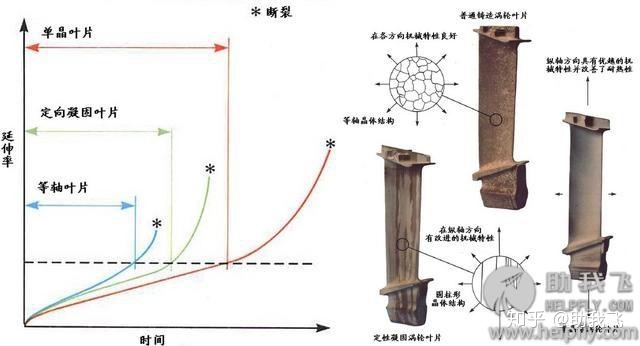 * 断裂
单晶叶片
定向凝固叶片
等轴叶片
延伸率
时间
普通铸造涡轮叶片
在各方向机械特性良好
等轴晶体结构
纵轴方向具有优越的机
械特性并改善了耐热性
在纵轴方向
有改进的机械特性
圆柱形
晶体结构
定性凝固涡轮叶片
助我飞
HELPFLY.COM
知乎 @助我飞
www.helpfly.com